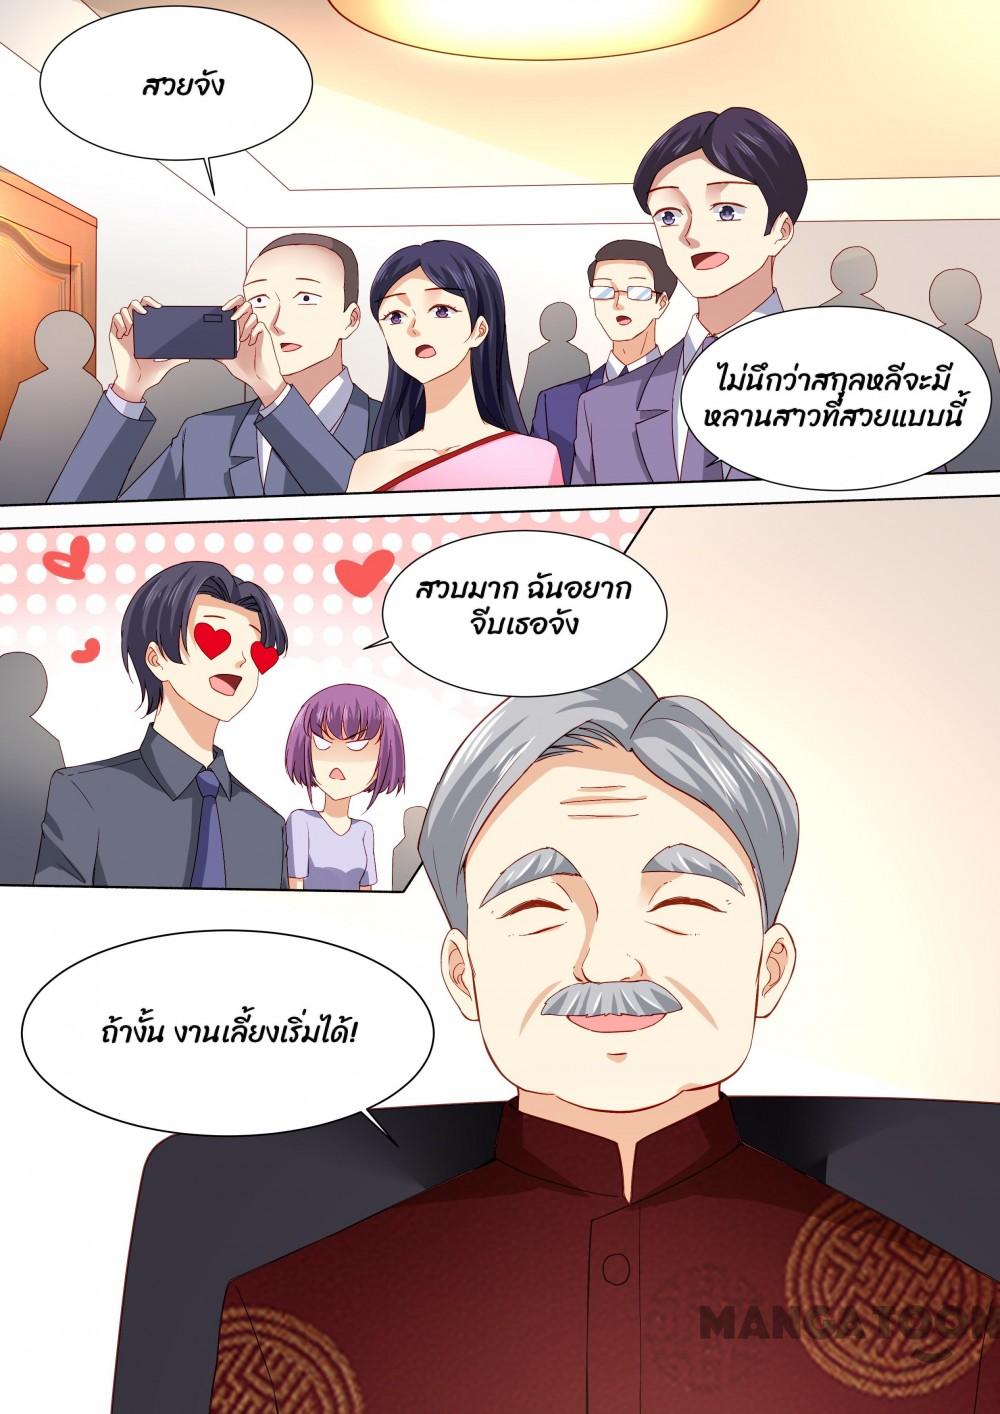 สวยจัง
ไม่นึกว่าสกุลหลีจะมี
หลานสาวที่สวยแบบนี้
สวบมาก ฉันอยาก
จีบเธอจัง
ถ้างั้น งานเลี้ยงเริ่มได้!
MANGATOON